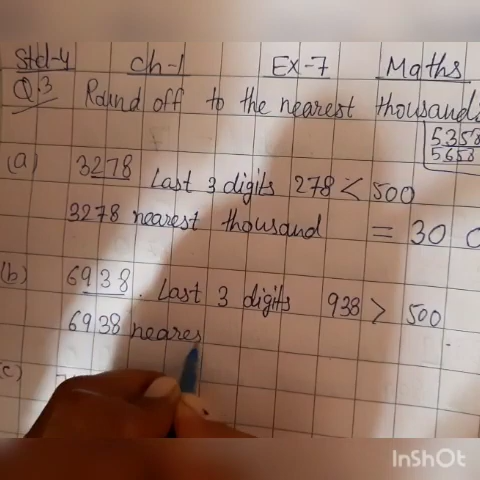 Std-4 Ch-1 Ex-7 Maths
Q.3 Round off to the nearest thousands
5358
5658
(a) 3278 Last 3 digits 278 < 500
3278 nearest thousand = 30 0
(b) 6938. Last 3 digits 938 > 500
6938 neares
(c)
InShOt